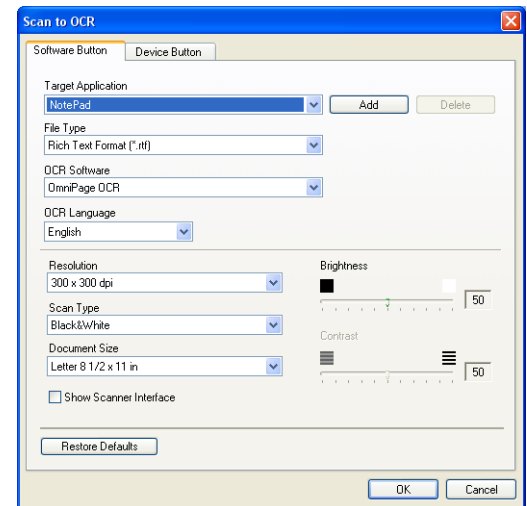 Scan to OCR
Software Button Device Button
Target Application
NotePad Add Delete
File Type
Rich Text Format (*.rtf)
OCR Software
OmniPage OCR
OCR Language
English
Resolution Brightness
300 x 300 dpi
50
Scan Type
Black&White
Contrast
Document Size
Letter 8 1/2 x 11 in 50
Show Scanner Interface
Restore Defaults
OK Cancel